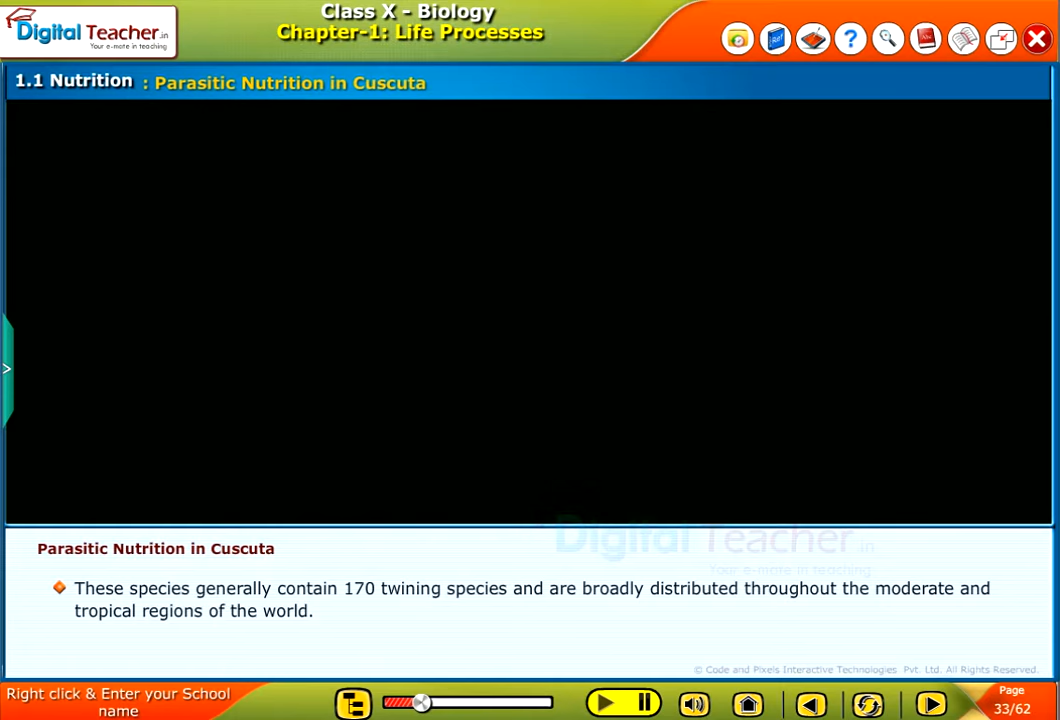 Digital Teacher.in
Your e-mate in teaching
Class X - Biology
Chapter-1: Life Processes
Ref
?
Abc
1.1 Nutrition : Parasitic Nutrition in Cuscuta
>
Digital Teacher.in
Your e-mate in teaching
Parasitic Nutrition in Cuscuta
These species generally contain 170 twining species and are broadly distributed throughout the moderate and
tropical regions of the world.
© Code and Pixels Interactive Technologies Pvt. Ltd. All Rights Reserved.
Right click & Enter your School
name
Page
33/62